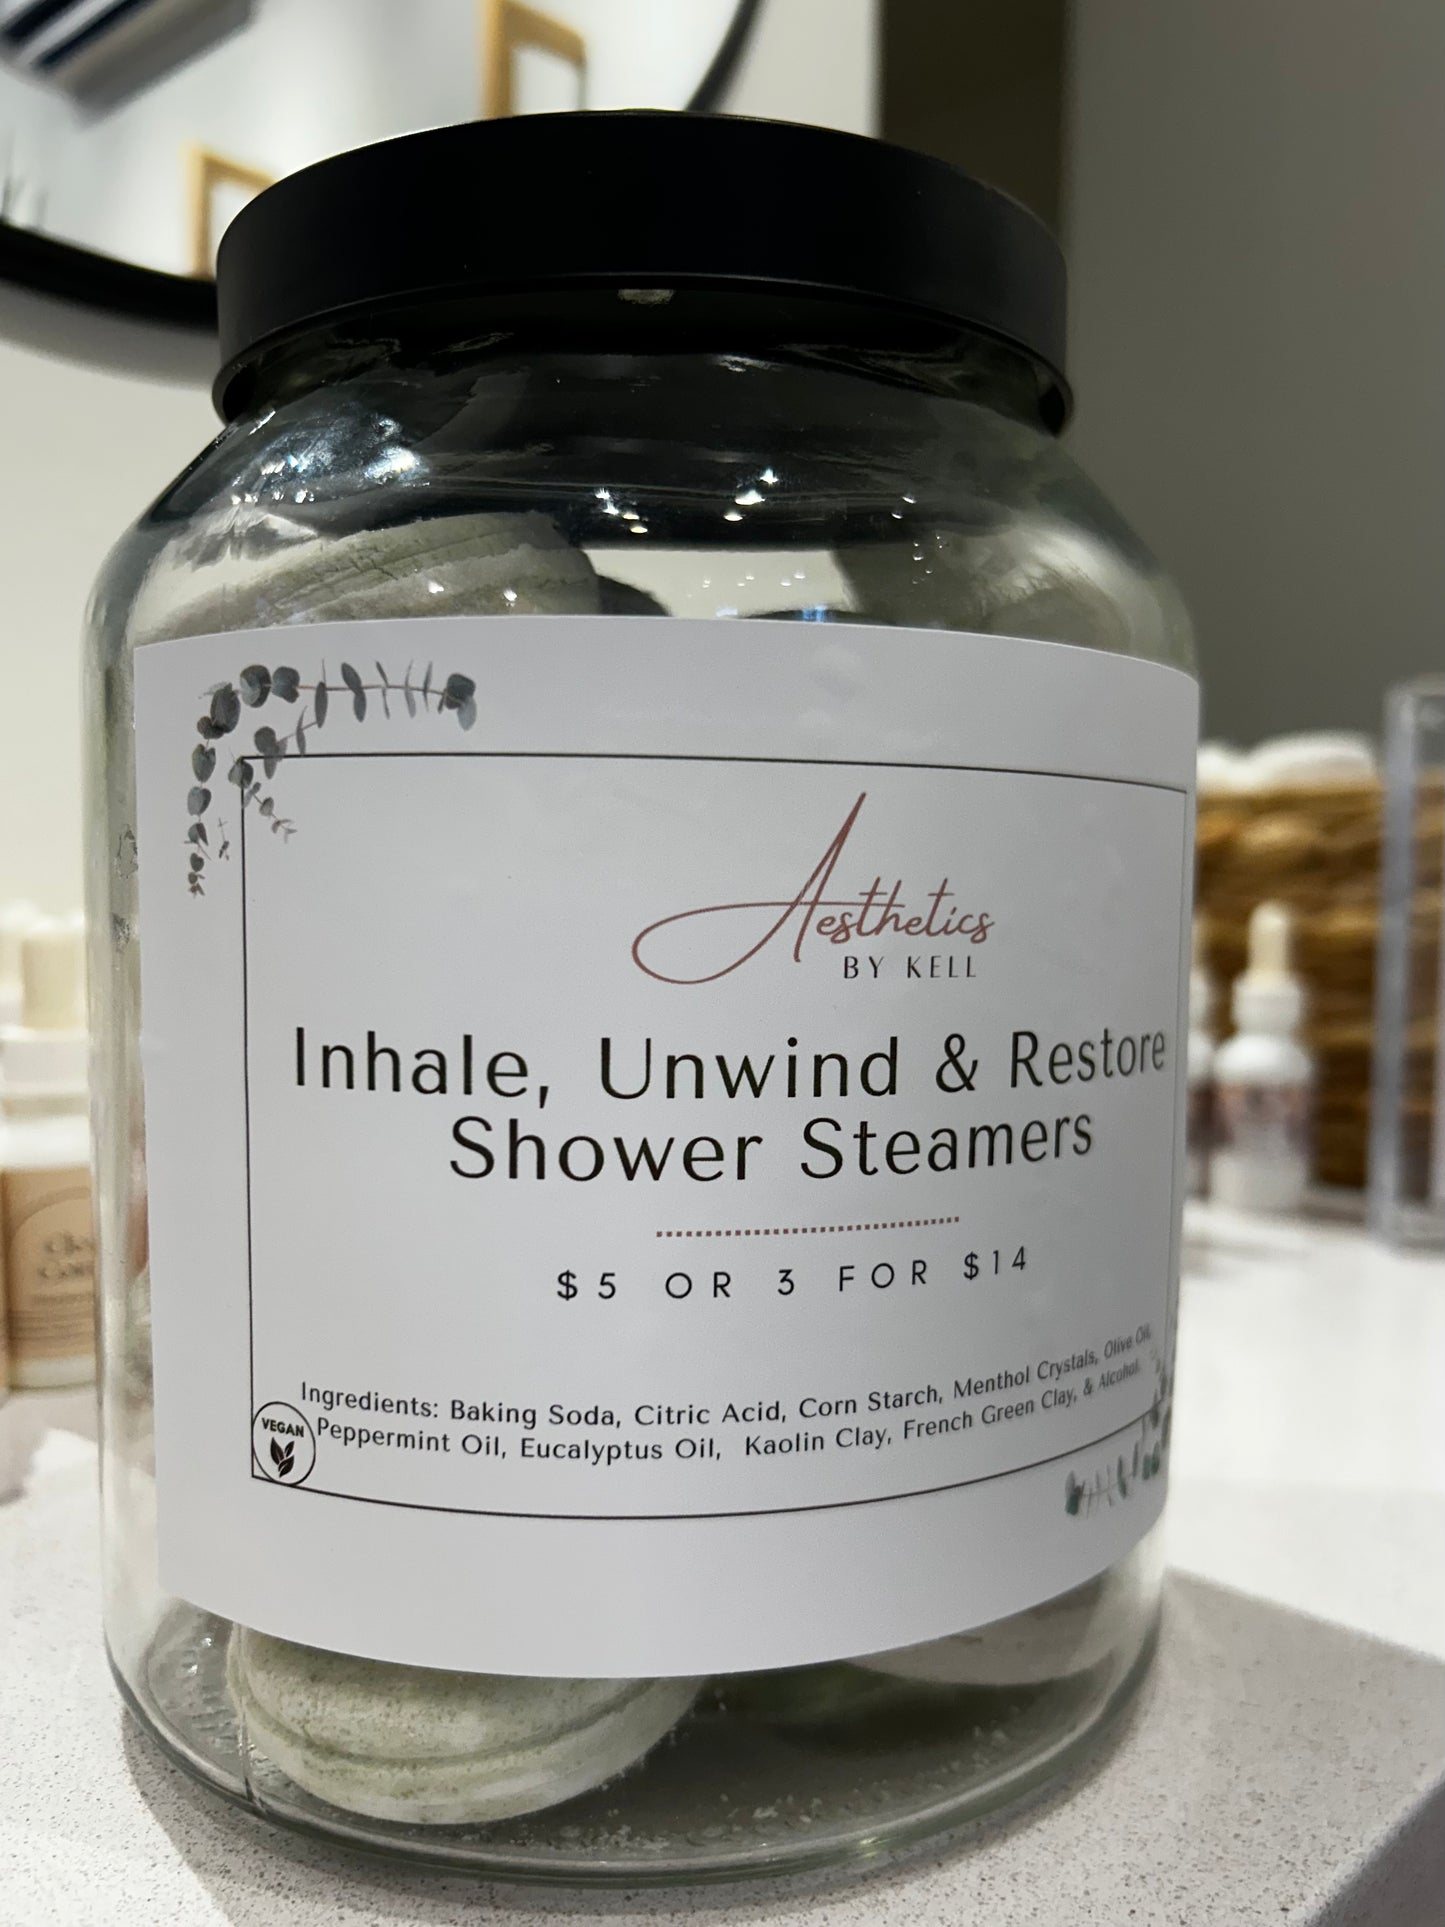 Aesthetics
BY KELL
Inhale, Unwind & Restore
Shower Steamers
$5 OR 3 FOR $14
Ingredients: Baking Soda, Citric Acid, Corn Starch, Menthol Crystals, Olive Oil,
Peppermint Oil, Eucalyptus Oil, Kaolin Clay, French Green Clay, & Alcohol.
VEGAN